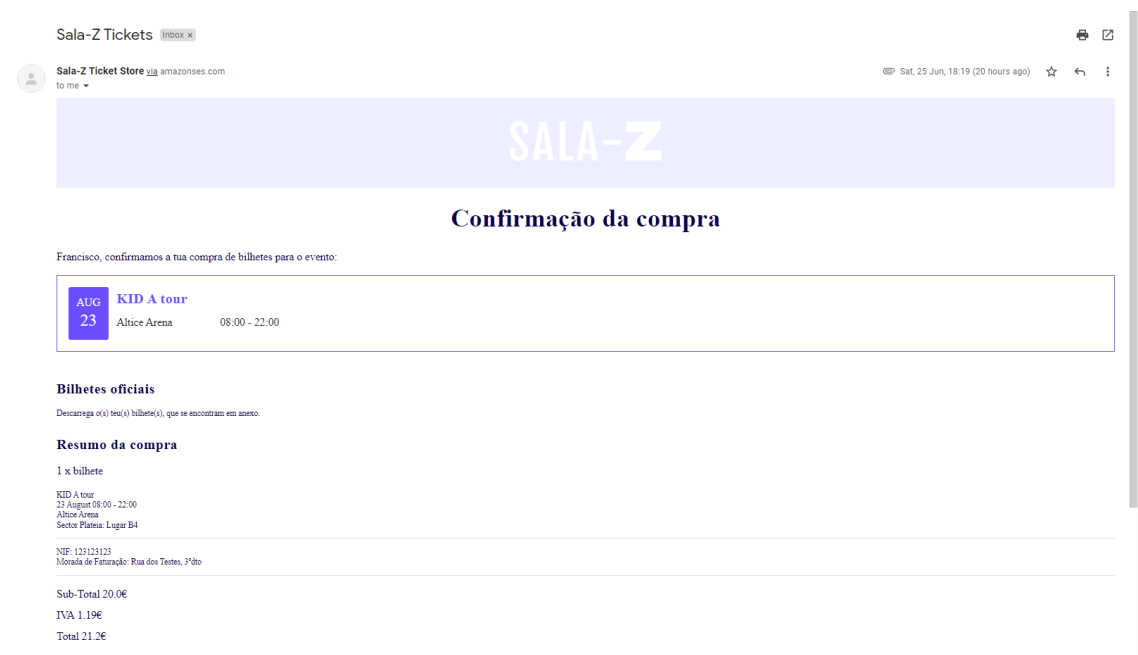 Sala-Z Tickets Inbox x
Sala-Z Ticket Store via amazonses.com
Sat, 25 Jun, 18:19 (20 hours ago)
to me
SALA-Z
Confirmação da compra
Francisco, confirmamos a tua compra de bilhetes para o evento:
AUG
23
KID A tour
Altice Arena 08:00 - 22:00
Bilhetes oficiais
Descarrega o(s) teu(s) bilhete(s), que se encontram em anexo.
Resumo da compra
1 x bilhete
KID A tour
23 August 08:00 - 22:00
Altice Arena
Sector Plateia: Lugar B4
NIF: 123123123
Morada de Faturação: Rua dos Testes, 3ºdto
Sub-Total 20.0€
IVA 1.19€
Total 21.2€